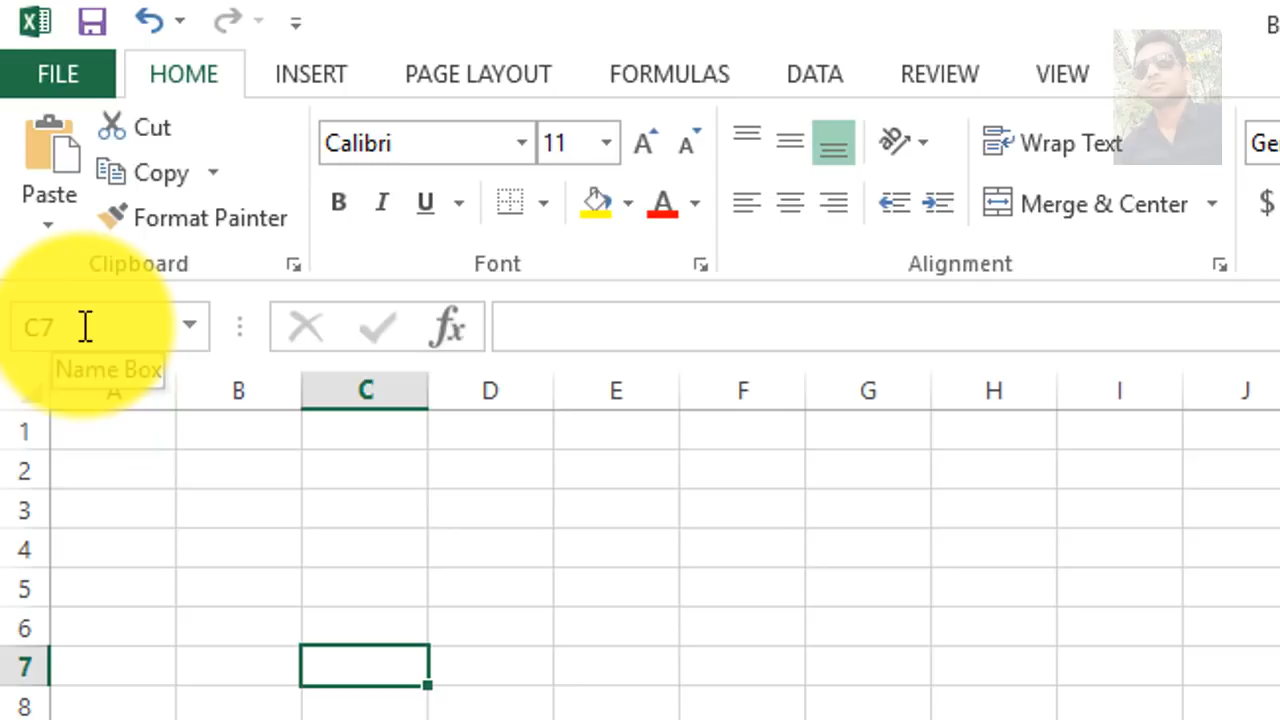 B
FILE HOME INSERT PAGE LAYOUT FORMULAS DATA REVIEW VIEW
Cut
Copy
Paste
Format Painter
Clipboard
Calibri 11 A A
B I U A
Font
Wrap Text
Merge & Center
Alignment
Ge
$
C7 fx
Name Box
A B C D E F G H I J
1
2
3
4
5
6
7
8